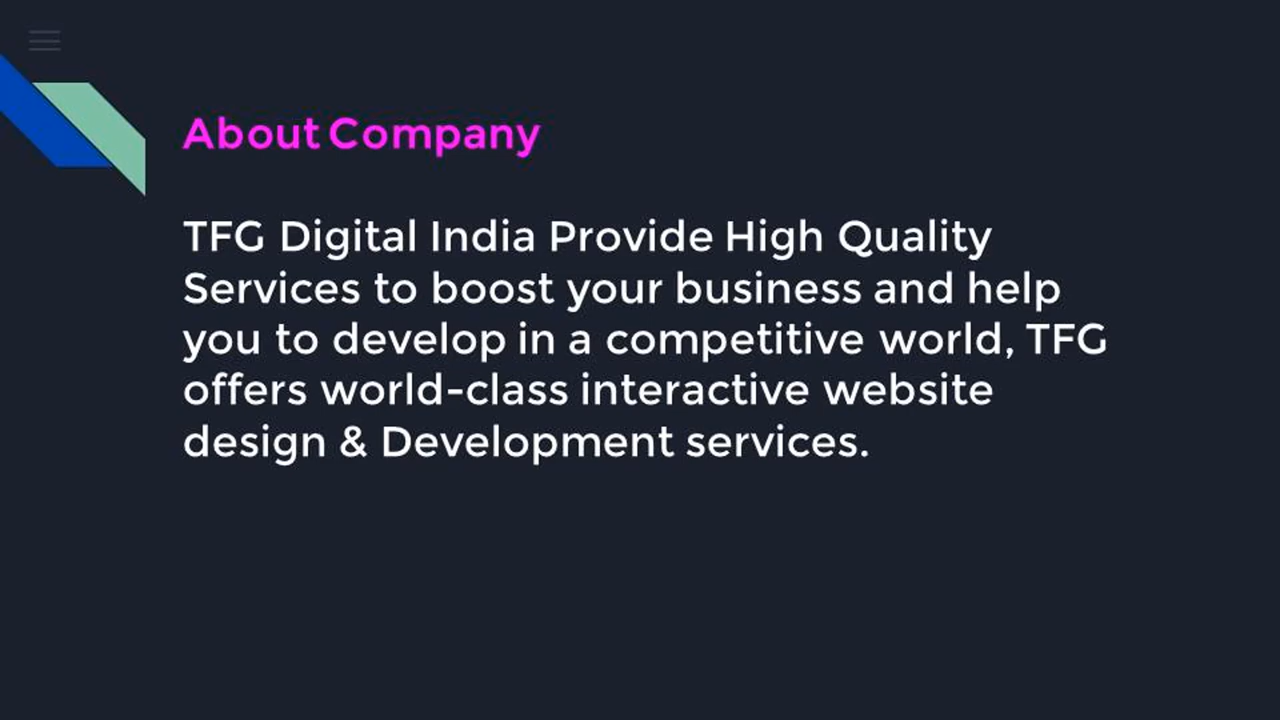 About Company
TFG Digital India Provide High Quality
Services to boost your business and help
you to develop in a competitive world, TFG
offers world-class interactive website
design & Development services.